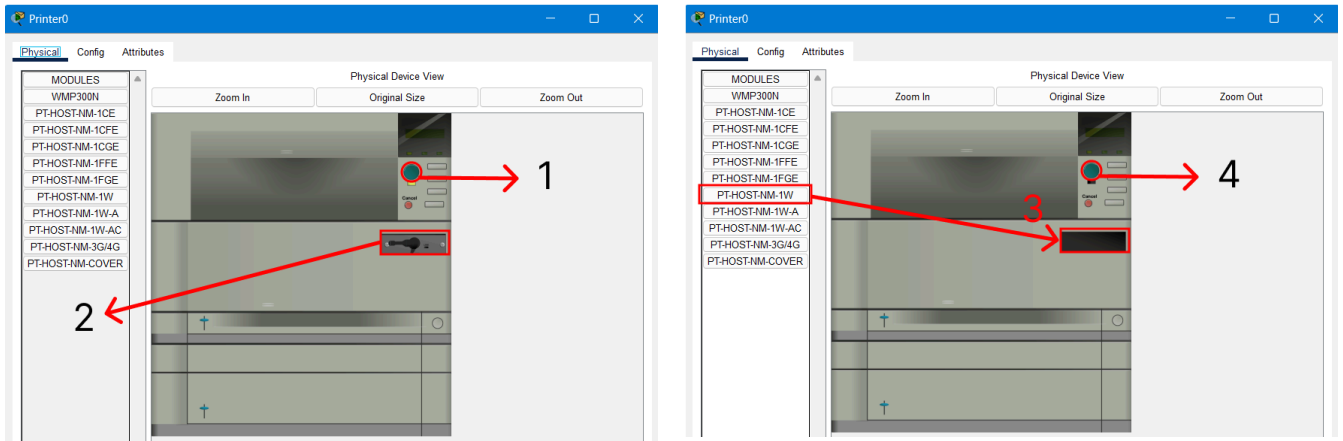 Printer0
Physical Config Attributes
MODULES
WMP300N
PT-HOST-NM-1CE
PT-HOST-NM-1CFE
PT-HOST-NM-1CGE
PT-HOST-NM-1FFE
PT-HOST-NM-1FGE
PT-HOST-NM-1W
PT-HOST-NM-1W-A
PT-HOST-NM-1W-AC
PT-HOST-NM-3G/4G
PT-HOST-NM-COVER
Physical Device View
Zoom In Original Size Zoom Out
Cancel
1
2
Printer0
Physical Config Attributes
MODULES
WMP300N
PT-HOST-NM-1CE
PT-HOST-NM-1CFE
PT-HOST-NM-1CGE
PT-HOST-NM-1FFE
PT-HOST-NM-1FGE
PT-HOST-NM-1W
PT-HOST-NM-1W-A
PT-HOST-NM-1W-AC
PT-HOST-NM-3G/4G
PT-HOST-NM-COVER
Physical Device View
Zoom In Original Size Zoom Out
Cancel
3
4